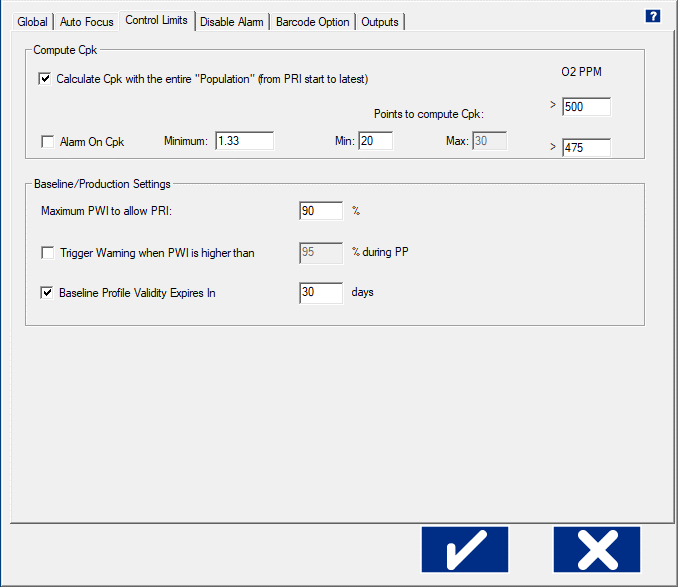 Global Auto Focus Control Limits Disable Alarm Barcode Option Outputs ?
Compute Cpk
Calculate Cpk with the entire "Population" (from PRI start to latest)
O2 PPM
> 500
Points to compute Cpk:
Alarm On Cpk Minimum: 1.33 Min: 20 Max: 30 > 475
Baseline/Production Settings
Maximum PWI to allow PRI: 90 %
Trigger Warning when PWI is higher than 95 % during PP
Baseline Profile Validity Expires In 30 days